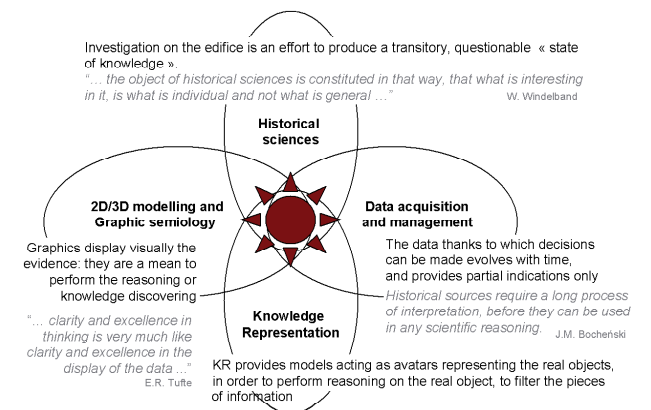 Investigation on the edifice is an effort to produce a transitory, questionable « state
of knowledge ».
“… the object of historical sciences is constituted in that way, that what is interesting
in it, is what is individual and not what is general …”
W. Windelband
Historical
sciences
2D/3D modelling and
Graphic semiology
Data acquisition
and management
Graphics display visually the
evidence: they are a mean to
perform the reasoning or
knowledge discovering
The data thanks to which decisions
can be made evolves with time,
and provides partial indications only
Historical sources require a long process
of interpretation, before they can be used
in any scientific reasoning.
J.M. Bocheński
“… clarity and excellence in
thinking is very much like
clarity and excellence in the
display of the data ...”
E.R. Tufte
Knowledge
Representation
KR provides models acting as avatars representing the real objects,
in order to perform reasoning on the real object, to filter the pieces
of information